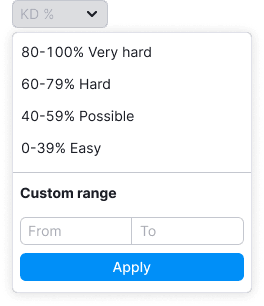 KD %
80-100% Very hard
60-79% Hard
40-59% Possible
0-39% Easy
Custom range
From To
Apply